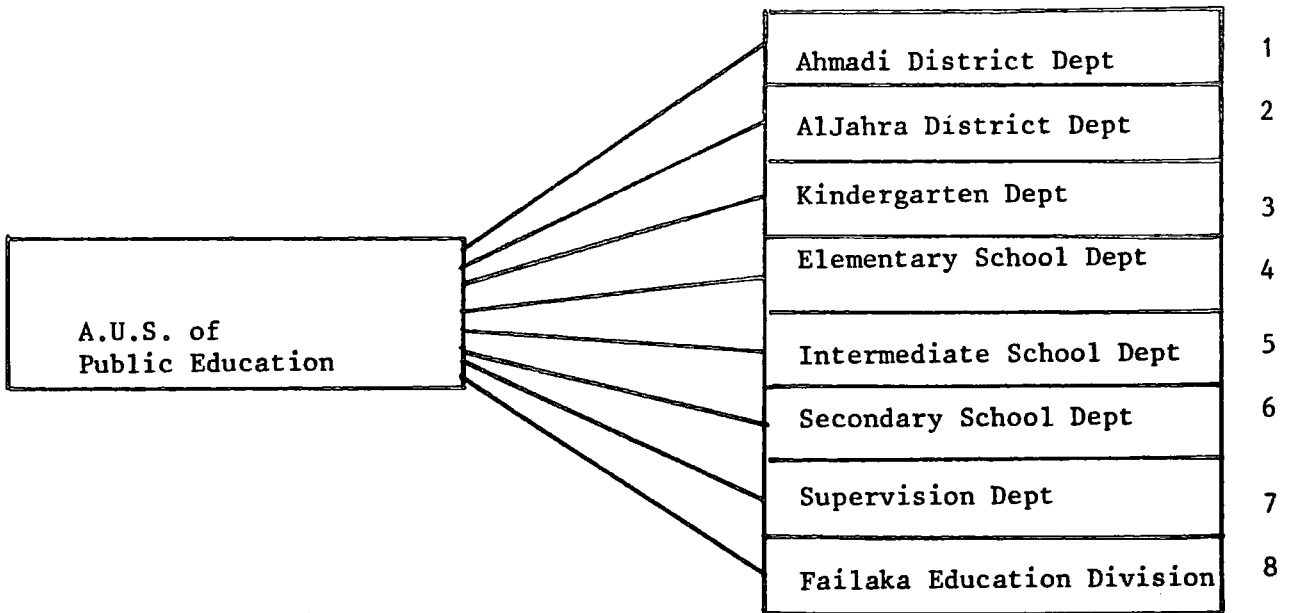 Ahmadi District Dept 1
AlJahra District Dept 2
Kindergarten Dept 3
Elementary School Dept 4
A.U.S. of
Public Education
Intermediate School Dept 5
Secondary School Dept 6
Supervision Dept 7
Failaka Education Division 8